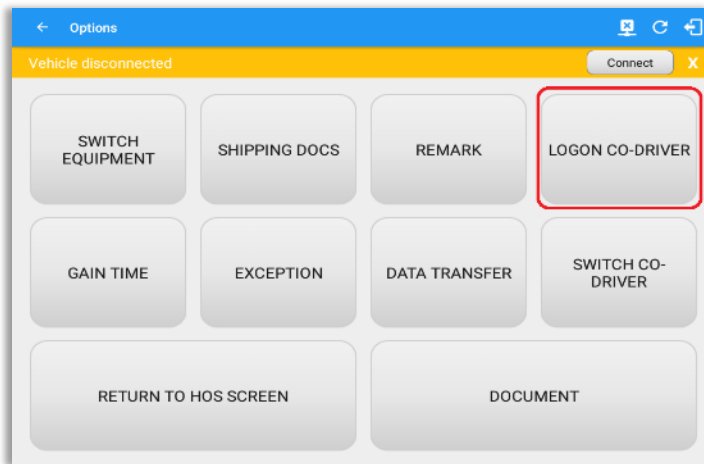 Options
Vehicle disconnected
Connect
X
SWITCH
EQUIPMENT
SHIPPING DOCS
REMARK
LOGON CO-DRIVER
GAIN TIME
EXCEPTION
DATA TRANSFER
SWITCH CO-
DRIVER
RETURN TO HOS SCREEN
DOCUMENT